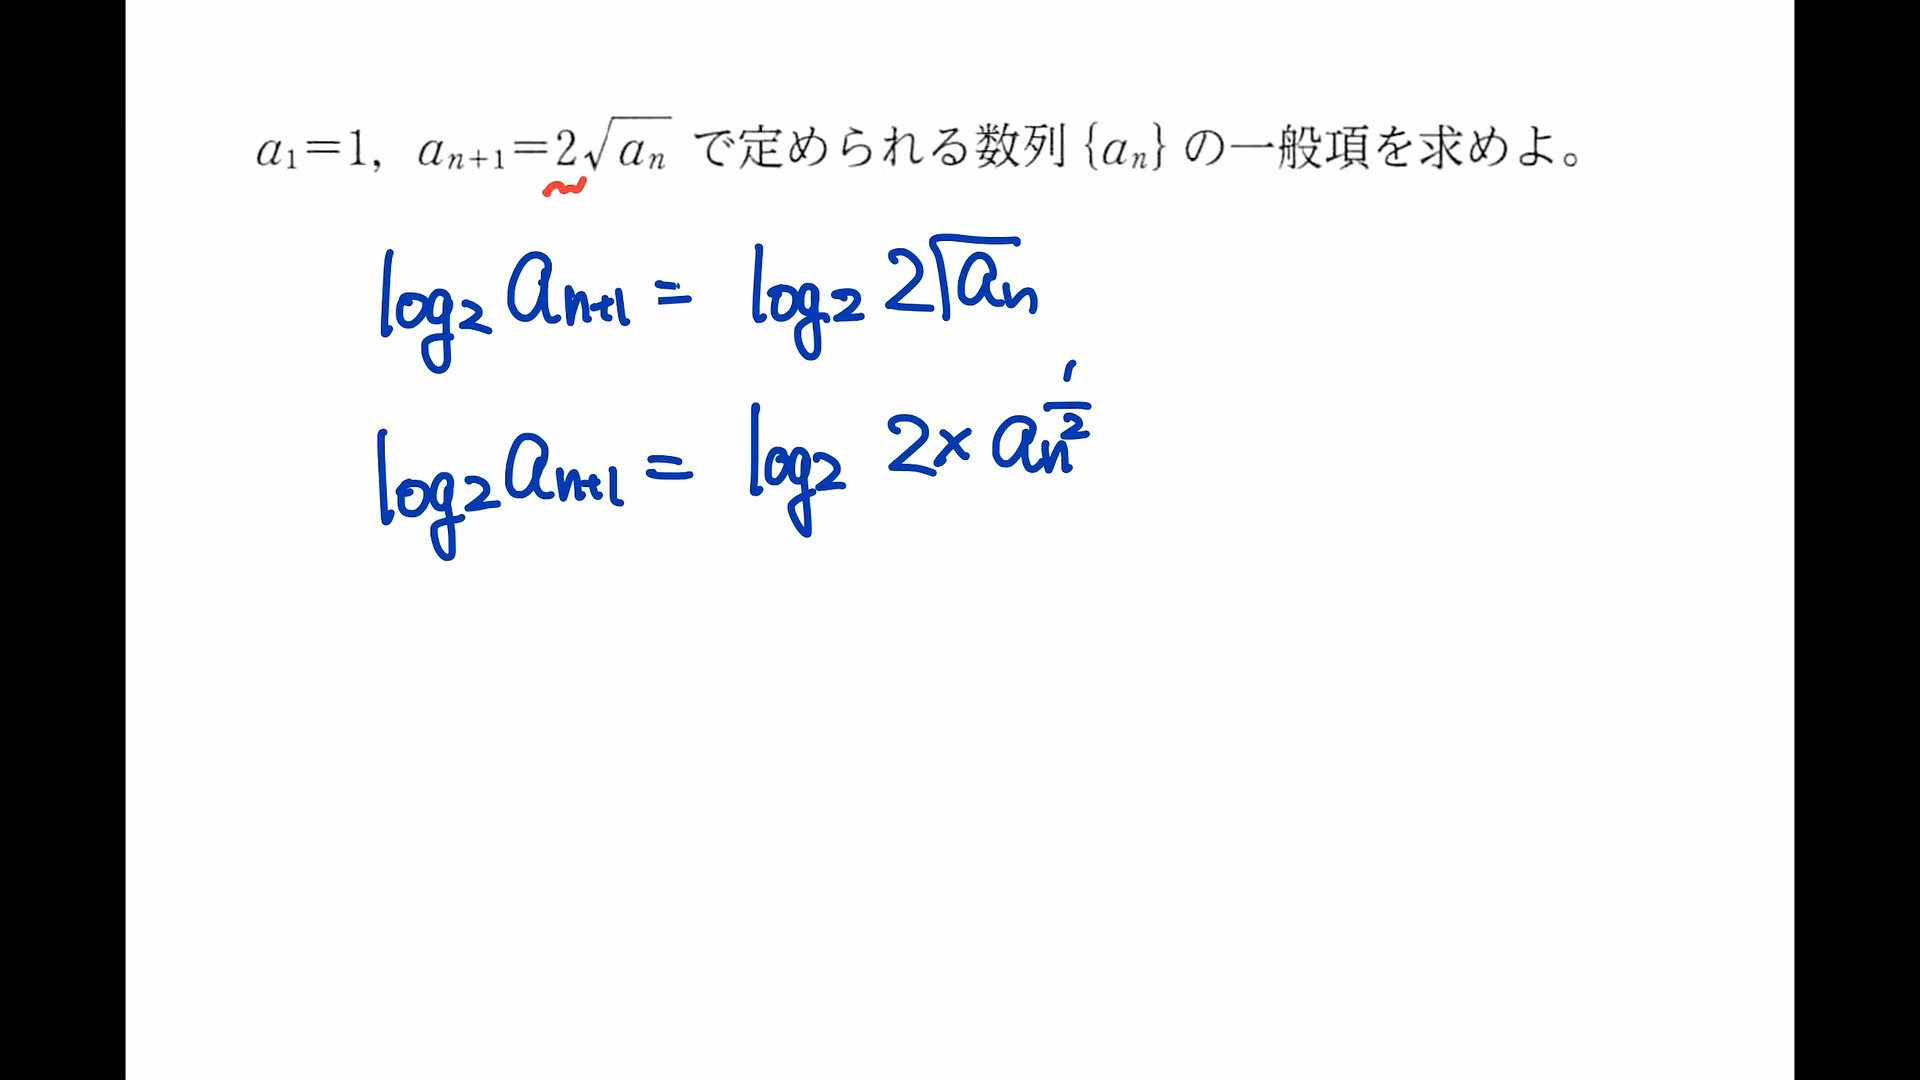 a₁=1, aₙ₊₁=2√aₙ で定められる数列 {aₙ} の一般項を求めよ。
log₂ aₙ₊₁ = log₂ 2√aₙ
log₂ aₙ₊₁ = log₂ 2× aₙ^(1/2)